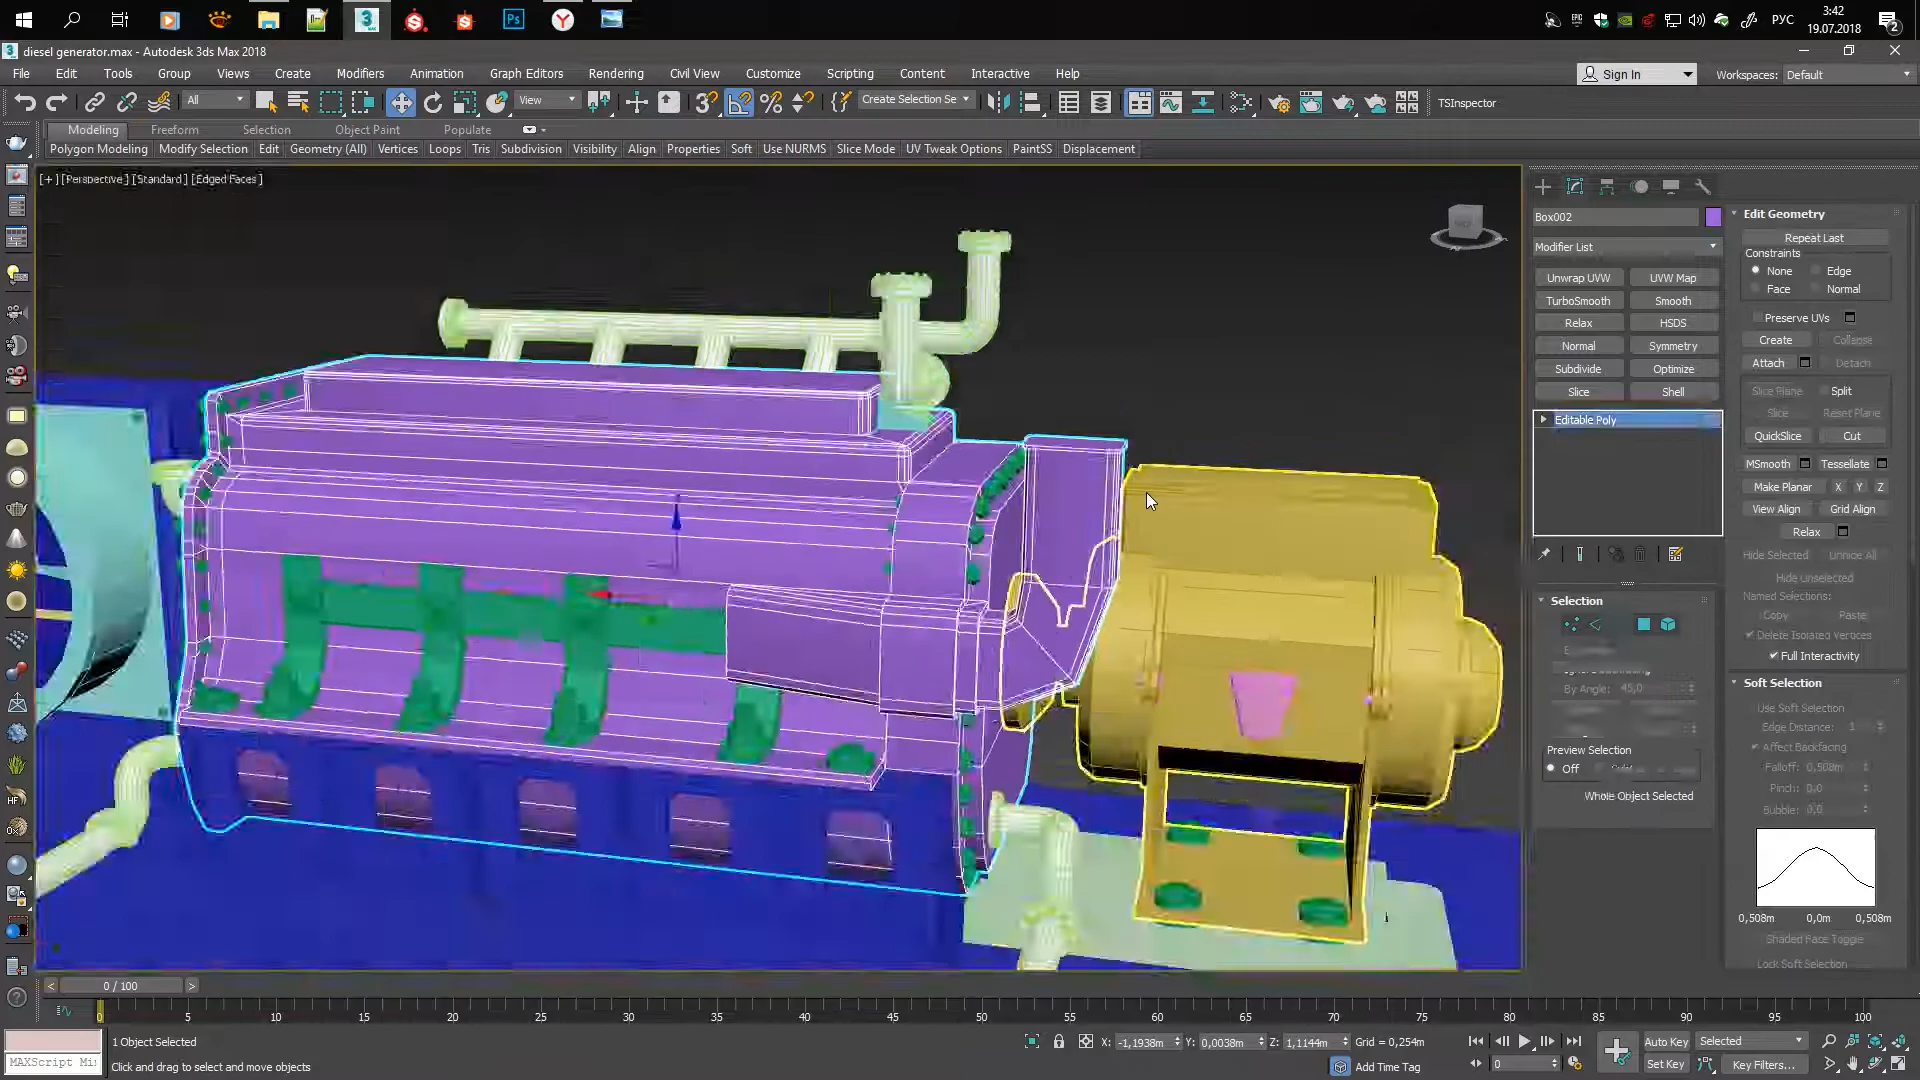 3:42
РУС
19.07.2018
2
diesel generator.max - Autodesk 3ds Max 2018
File Edit Tools Group Views Create Modifiers Animation Graph Editors Rendering Civil View Customize Scripting Content Interactive Help
Sign In Workspaces: Default
All View Create Selection Se TSInspector
Modeling Freeform Selection Object Paint Populate
Polygon Modeling Modify Selection Edit Geometry (All) Vertices Loops Tris Subdivision Visibility Align Properties Soft Use NURMS Slice Mode UV Tweak Options PaintSS Displacement
[+] [Perspective] [Standard] [Edged Faces]
Box002
Modifier List
Unwrap UVW UVW Map
TurboSmooth Smooth
Relax HSDS
Normal Symmetry
Subdivide Optimize
Slice Shell
Editable Poly
Selection
By Angle: 45,0
Preview Selection
Off
Whole Object Selected
Edit Geometry
Repeat Last
Constraints
None Edge
Face Normal
Preserve UVs
Create Collapse
Attach Detach
Slice Plane Split
Slice Reset Plane
QuickSlice Cut
MSmooth Tessellate
Make Planar X Y Z
View Align Grid Align
Relax
Hide Selected Unhide All
Hide Unselected
Named Selections:
Copy Paste
Delete Isolated Vertices
Full Interactivity
Soft Selection
Use Soft Selection
Edge Distance: 1
Affect Backfacing
Falloff: 0,508m
Pinch: 0,0
Bubble: 0,0
0,508m 0,0m 0,508m
Shaded Face Toggle
Lock Soft Selection
< 0 / 100 >
0 5 10 15 20 25 30 35 40 45 50 55 60 65 70 75 80 85 90 95 100
1 Object Selected
X: -1,1938m Y: 0,0038m Z: 1,1144m Grid = 0,254m
Auto Key Selected
MAXScript Mi
Click and drag to select and move objects
Add Time Tag
0
Set Key Key Filters...